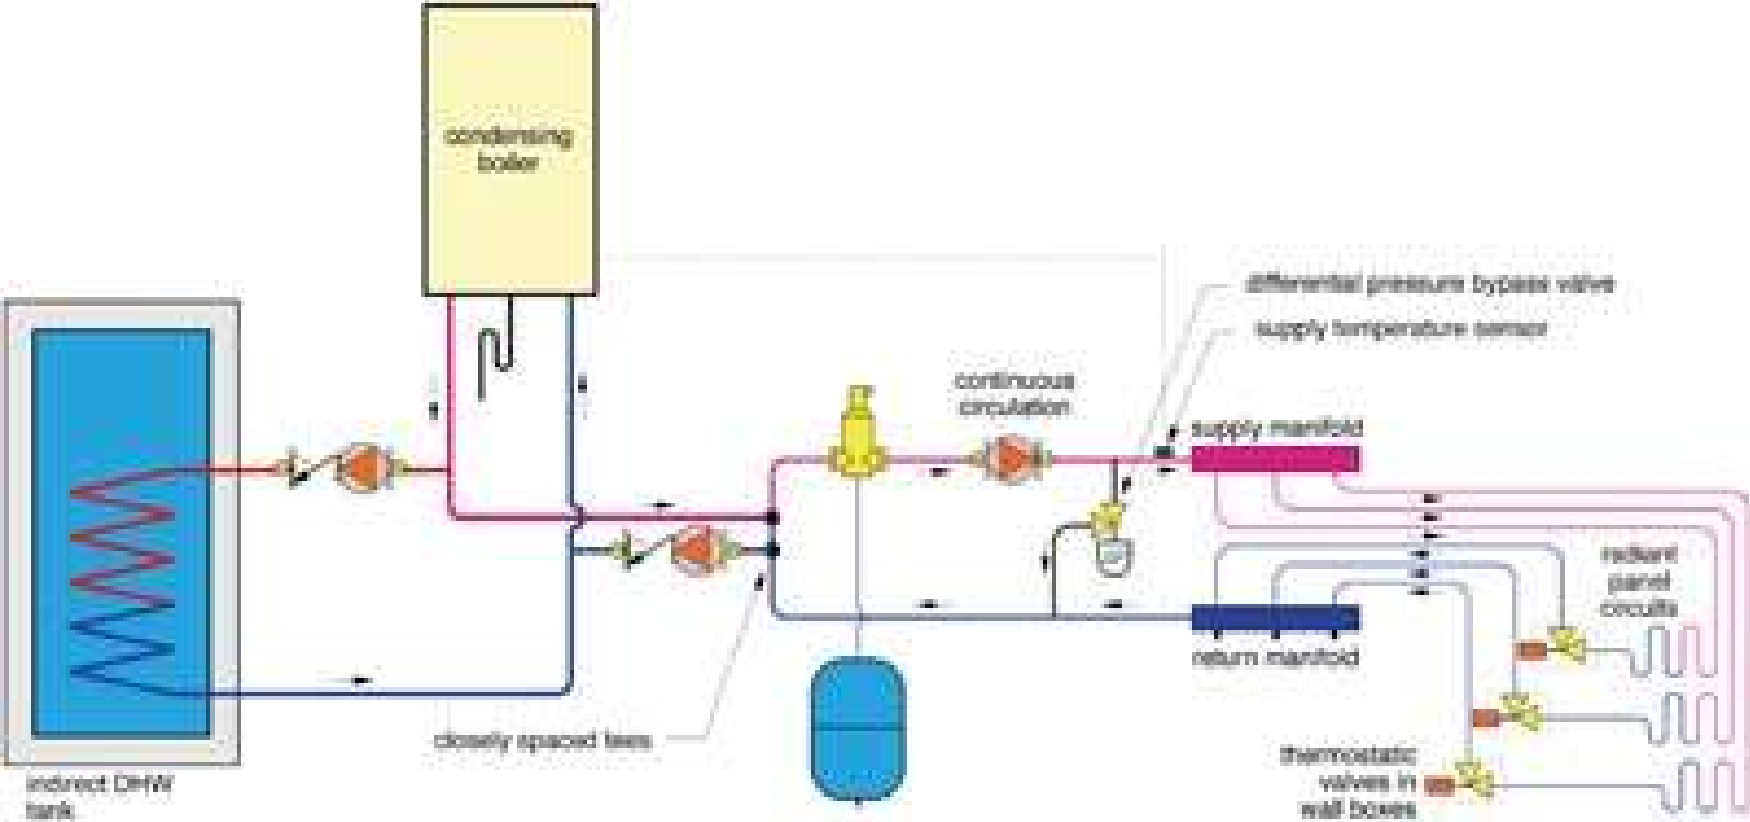 condensing
boiler
differential pressure bypass valve
supply temperature sensor
continuous
circulation
supply manifold
radiant
panel
circuits
return manifold
closely spaced tees
thermostatic
valves in
wall boxes
indirect DHW
tank